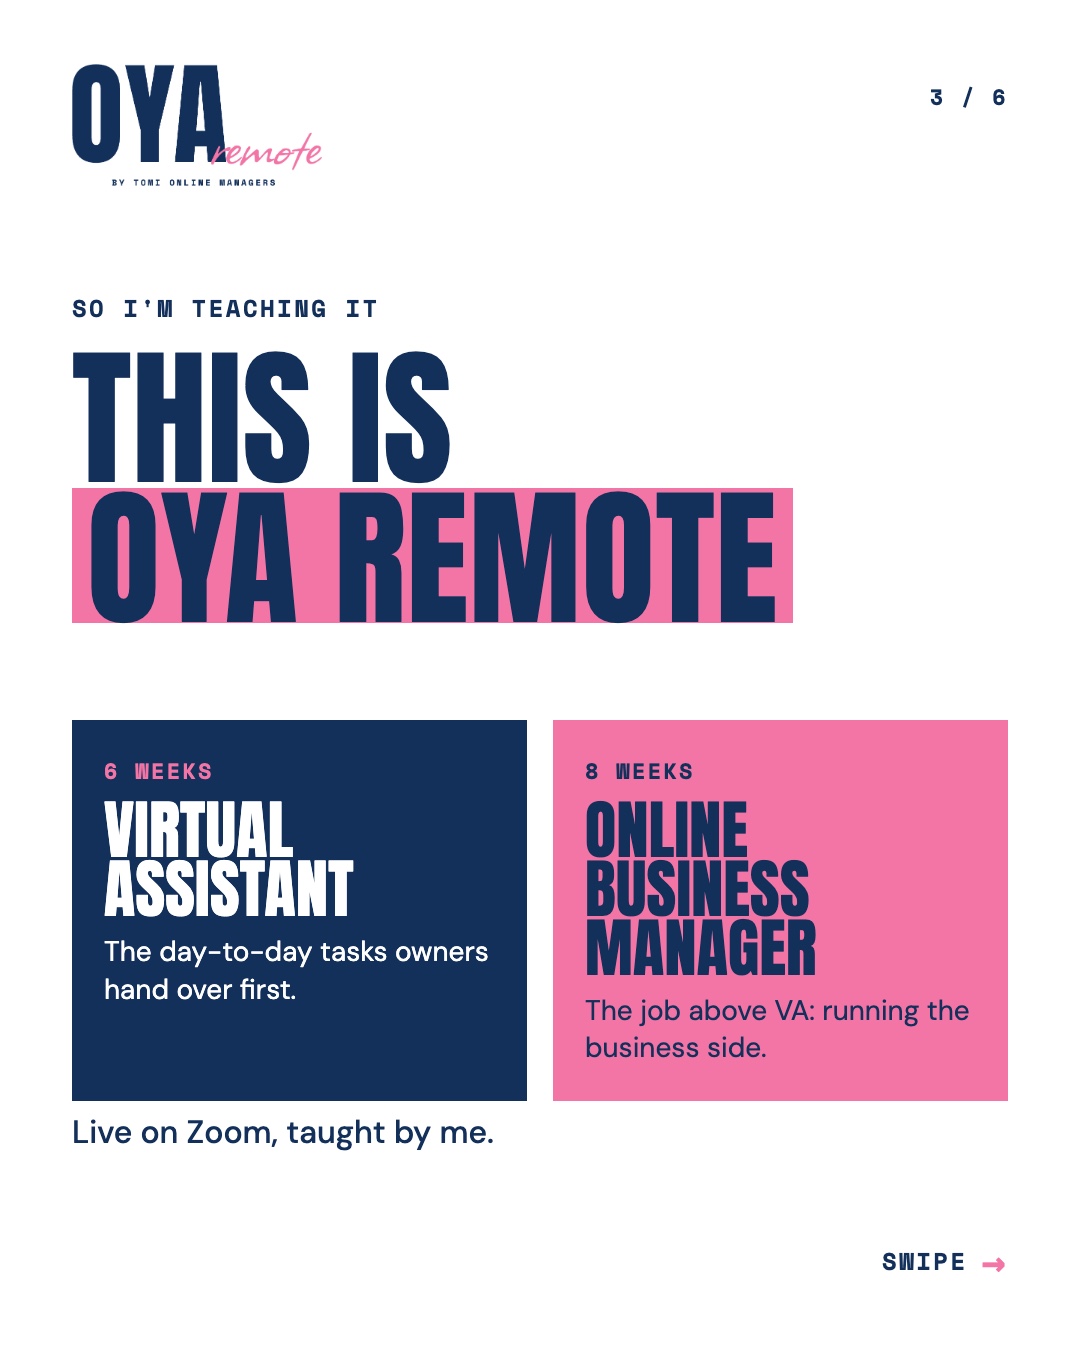 OYA
remote
BY TOMI ONLINE MANAGERS
3 / 6
SO I'M TEACHING IT
THIS IS
OYA REMOTE
6 WEEKS
VIRTUAL
ASSISTANT
The day-to-day tasks owners
hand over first.
8 WEEKS
ONLINE
BUSINESS
MANAGER
The job above VA: running the
business side.
Live on Zoom, taught by me.
SWIPE →